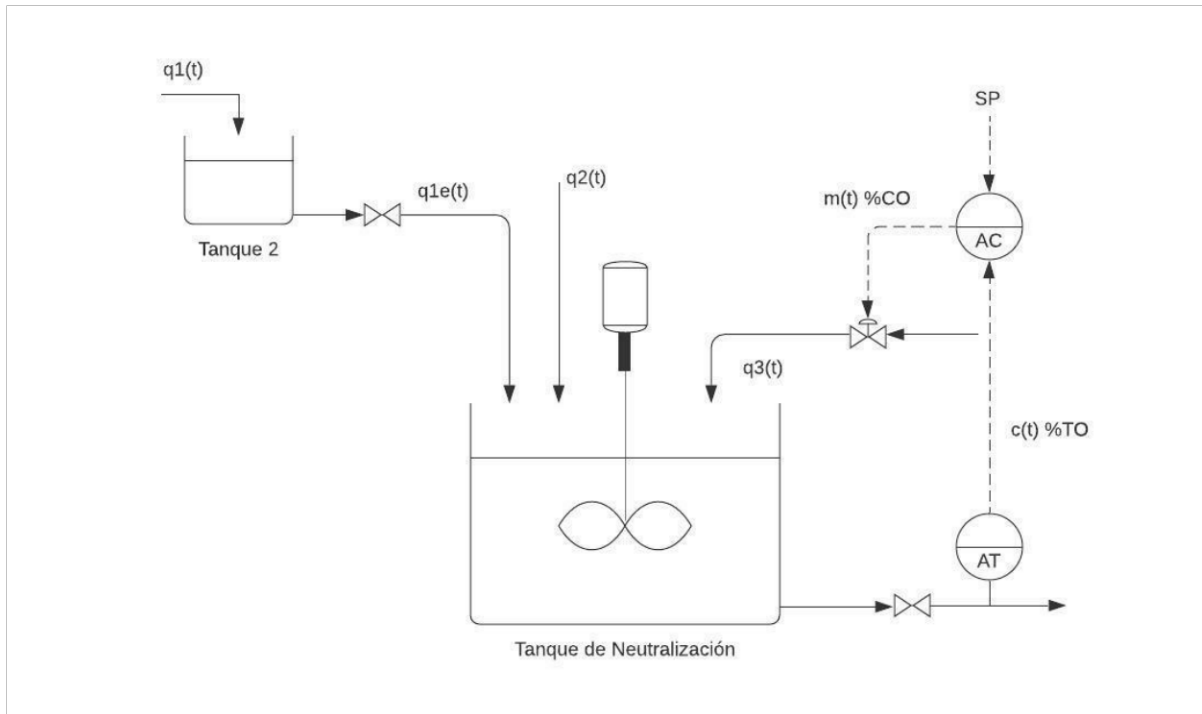 q1(t)
SP
q1e(t)
q2(t)
m(t) %CO
AC
Tanque 2
q3(t)
c(t) %TO
AT
Tanque de Neutralización